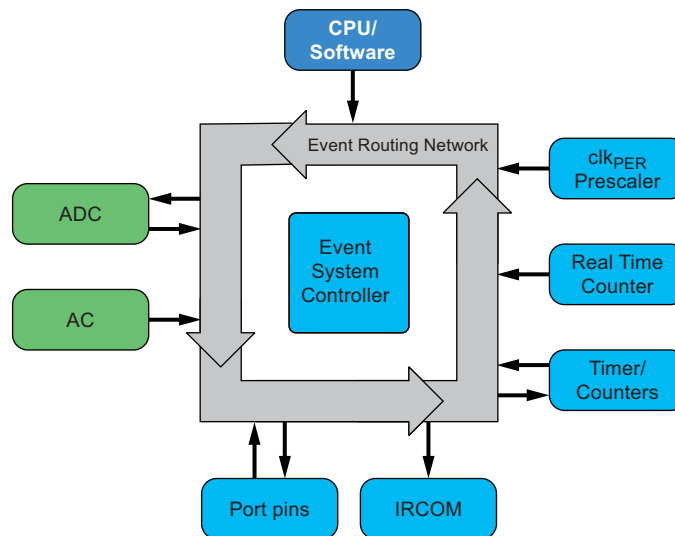 CPU/
Software
Event Routing Network
clkPER
Prescaler
ADC
Event
System
Controller
Real Time
Counter
AC
Timer/
Counters
Port pins
IRCOM